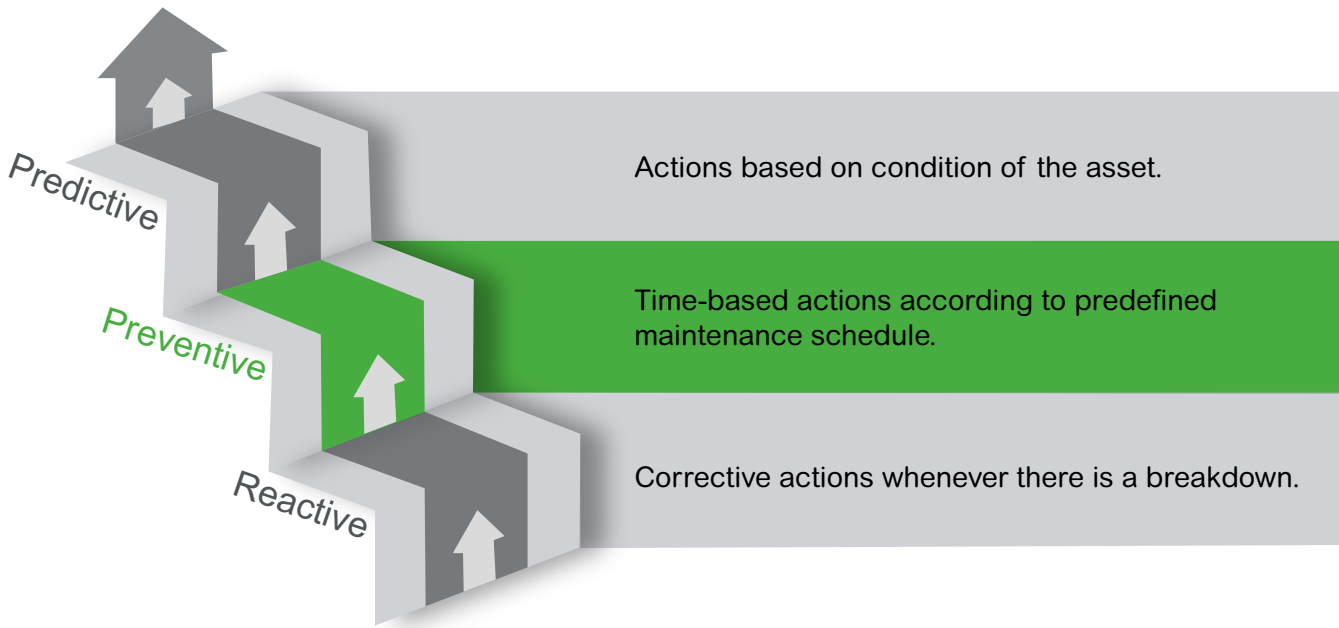 Predictive
Actions based on condition of the asset.
Preventive
Time-based actions according to predefined
maintenance schedule.
Reactive
Corrective actions whenever there is a breakdown.